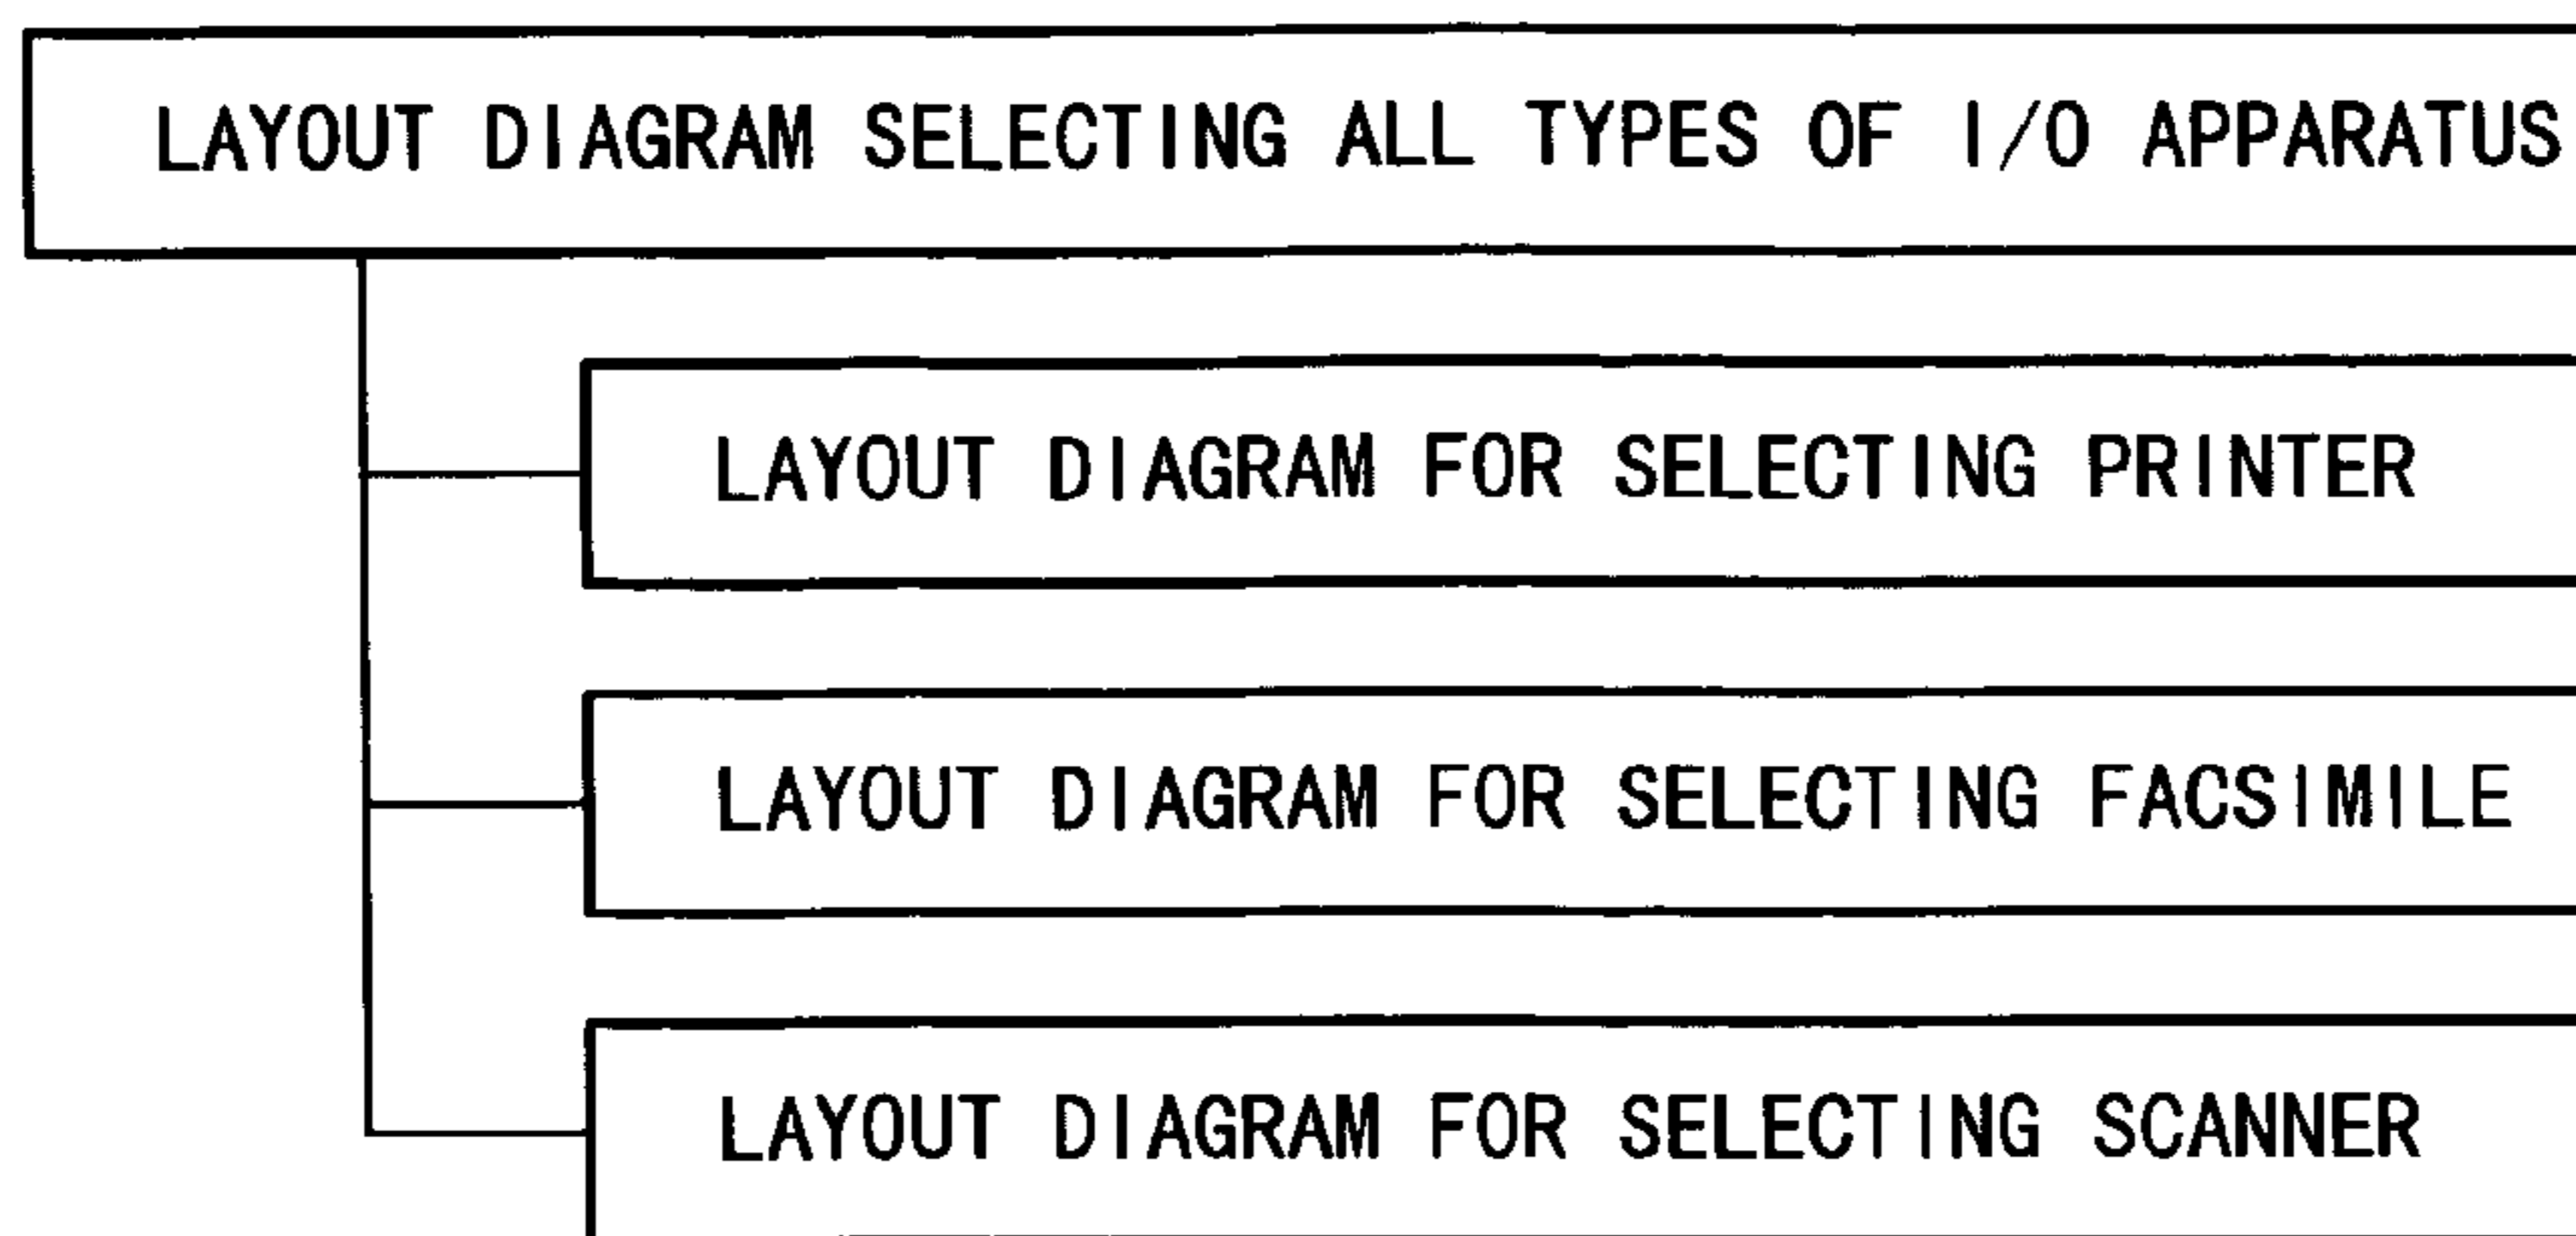 LAYOUT DIAGRAM SELECTING ALL TYPES OF I/O APPARATUS
LAYOUT DIAGRAM FOR SELECTING PRINTER
LAYOUT DIAGRAM FOR SELECTING FACSIMILE
LAYOUT DIAGRAM FOR SELECTING SCANNER